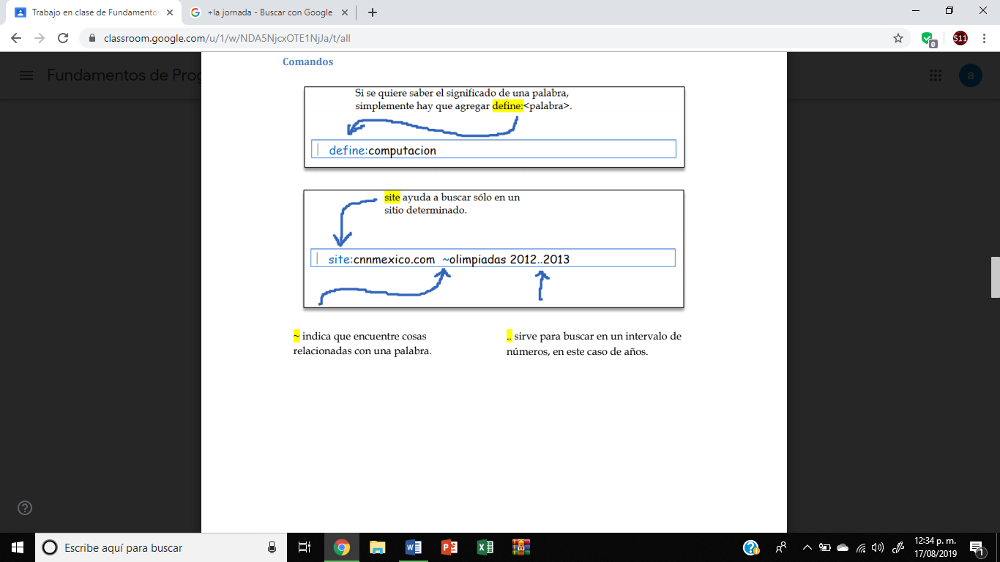 Trabajo en clase de Fundamentos
+la jornada - Buscar con Google
classroom.google.com/u/1/w/NDA5NjcxOTE1NjJa/t/all
0
S11
Fundamentos de Prog
a
Comandos
Si se quiere saber el significado de una palabra,
simplemente hay que agregar define:<palabra>.
define:computacion
site ayuda a buscar sólo en un
sitio determinado.
site:cnnmexico.com ~olimpiadas 2012..2013
~ indica que encuentre cosas
relacionadas con una palabra.
.. sirve para buscar en un intervalo de
números, en este caso de años.
Escribe aquí para buscar
12:34 p. m.
17/08/2019
1